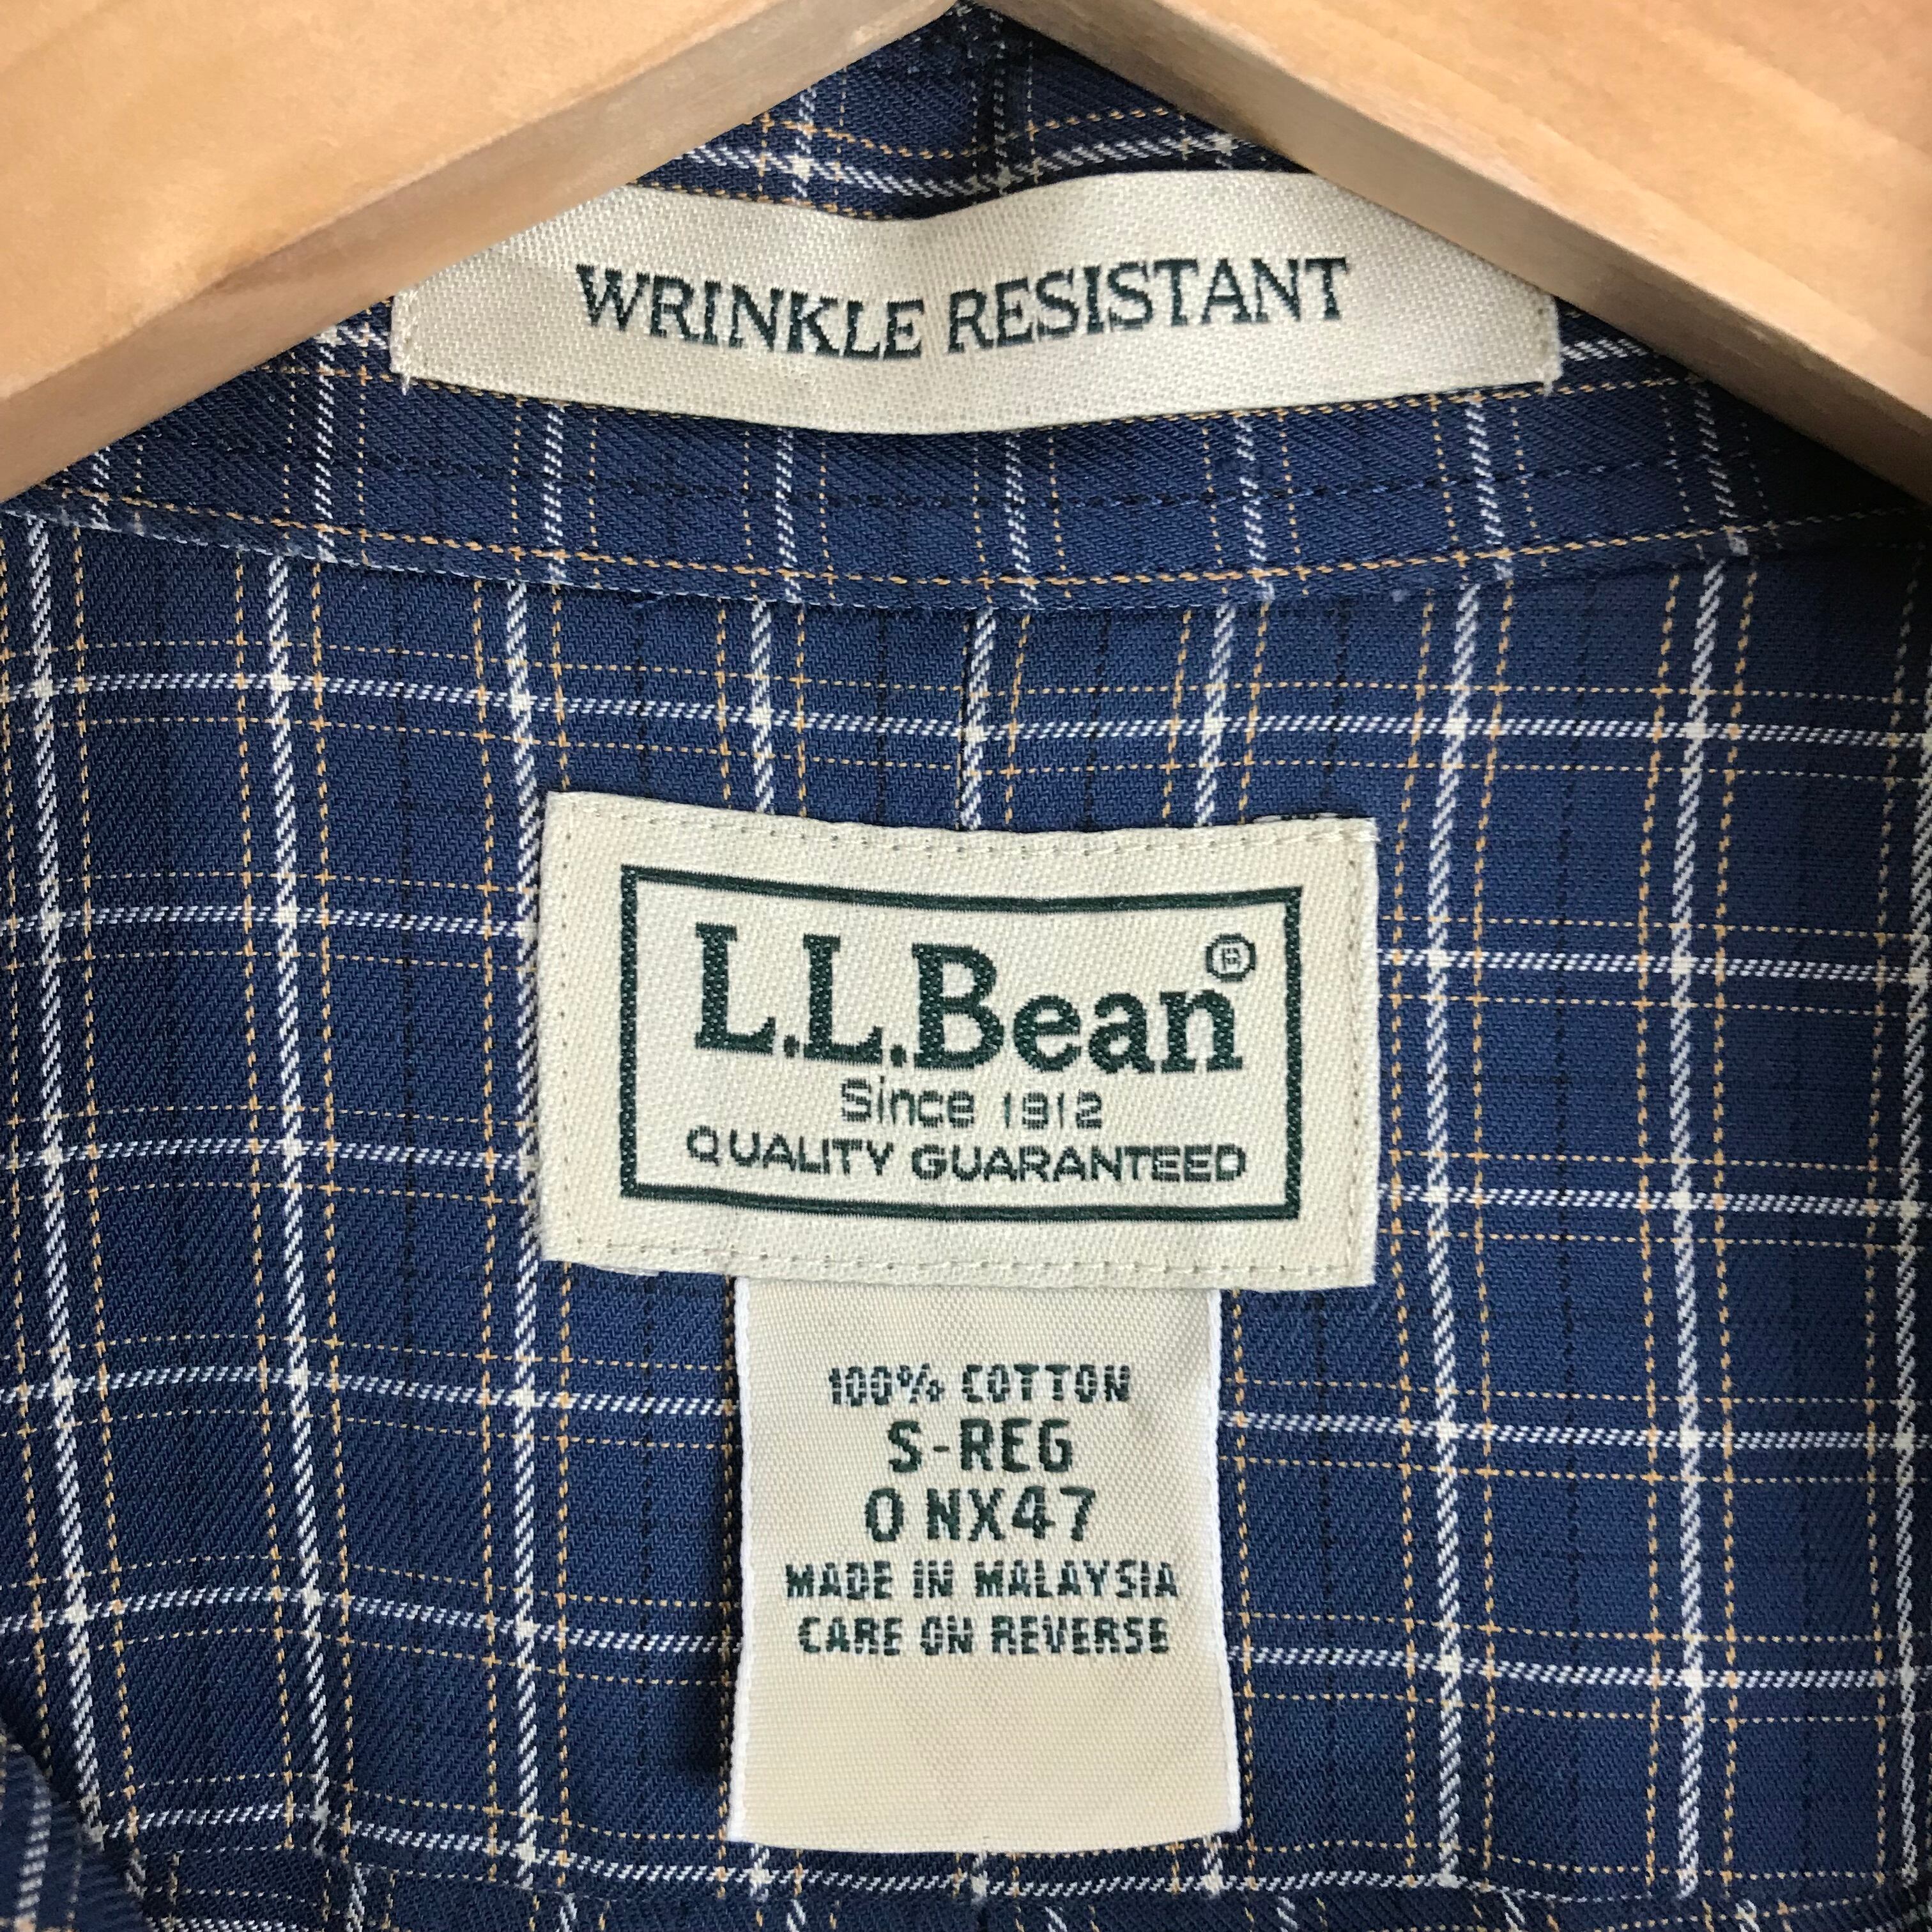 WRINKLE RESISTANT
L.L.Bean®
Since 1912
QUALITY GUARANTEED
100% COTTON
S-REG
0 NX47
MADE IN MALAYSIA
CARE ON REVERSE